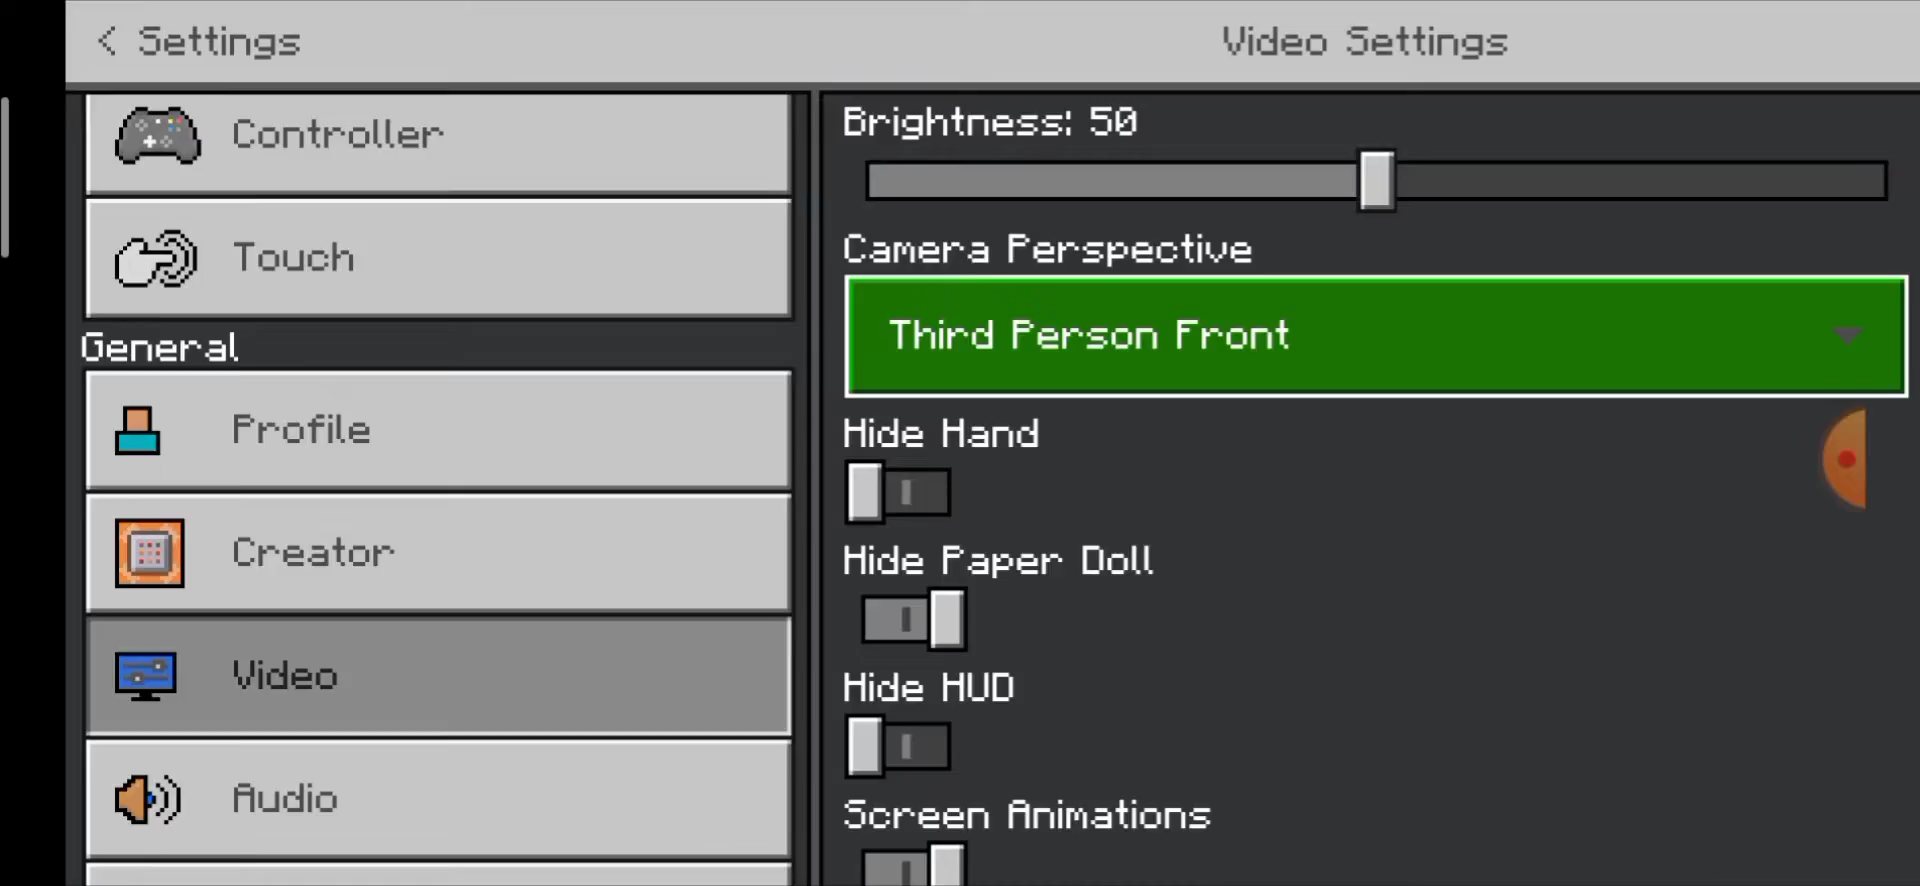 Settings
Video Settings
Controller
Touch
General
Profile
Creator
Video
Audio
Brightness: 50
Camera Perspective
Third Person Front
Hide Hand
Hide Paper Doll
Hide HUD
Screen Animations